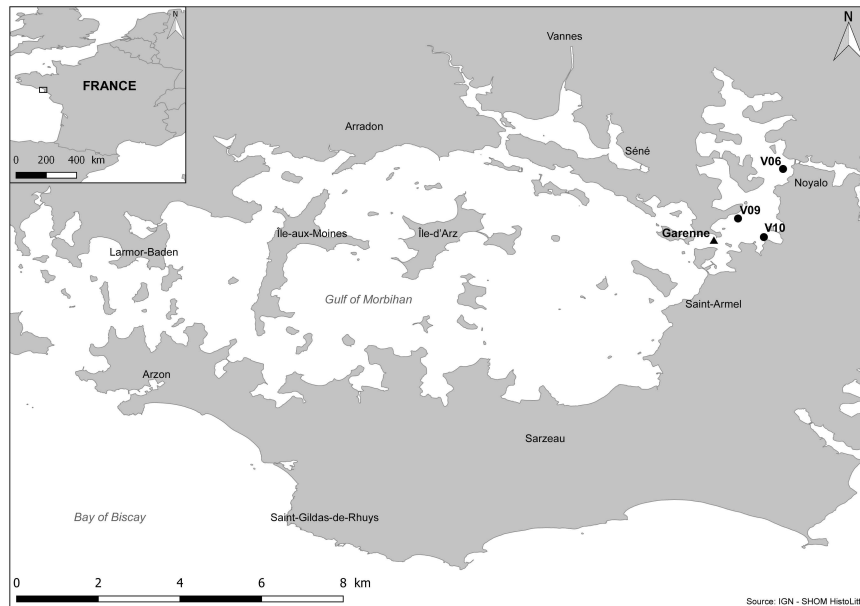 N
FRANCE
0 200 400 km
N
Vannes
Arradon
Séné
V06
Noyalo
V09
Île-aux-Moines
Île-d'Arz
Garenne
V10
Larmor-Baden
Gulf of Morbihan
Saint-Armel
Arzon
Sarzeau
Bay of Biscay
Saint-Gildas-de-Rhuys
0 2 4 6 8 km
Source: IGN - SHOM HistoLitt